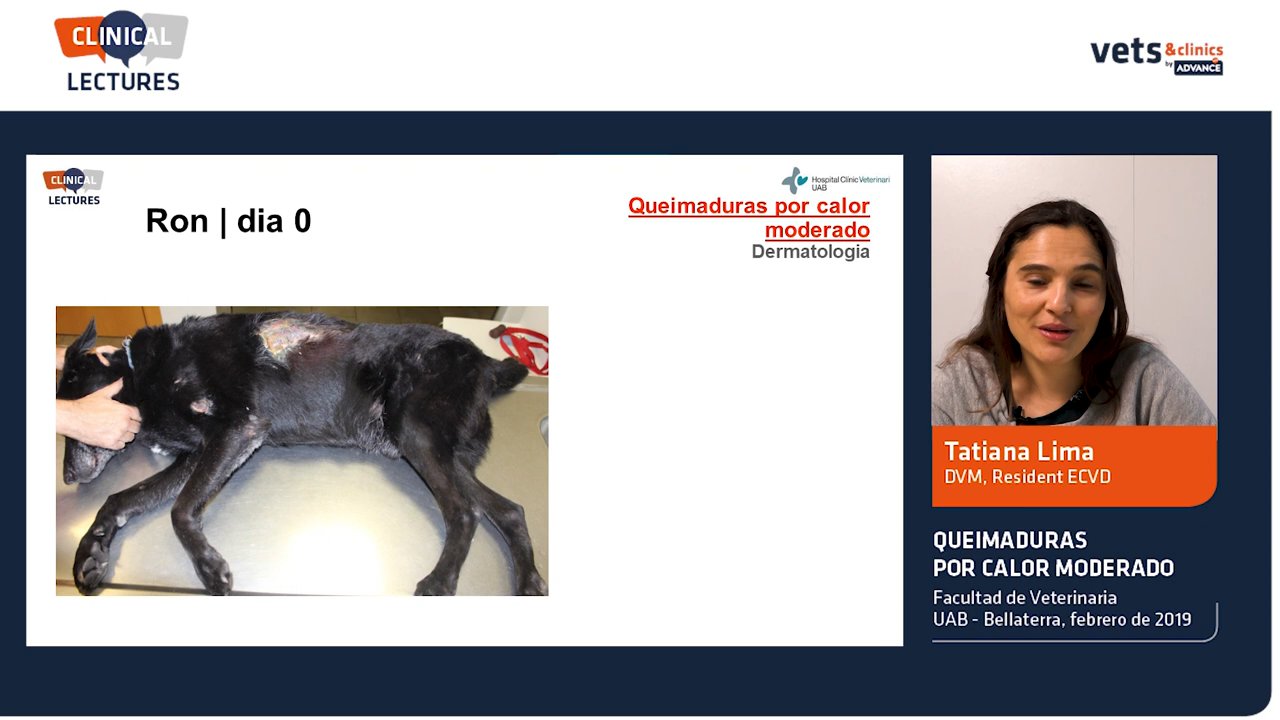 CLINICAL
LECTURES
vets &clinics
by ADVANCE
CLINICAL
LECTURES
Hospital Clínic Veterinari
UAB
Ron | dia 0
Queimaduras por calor
moderado
Dermatologia
Tatiana Lima
DVM, Resident ECVD
QUEIMADURAS
POR CALOR MODERADO
Facultad de Veterinaria
UAB - Bellaterra, febrero de 2019